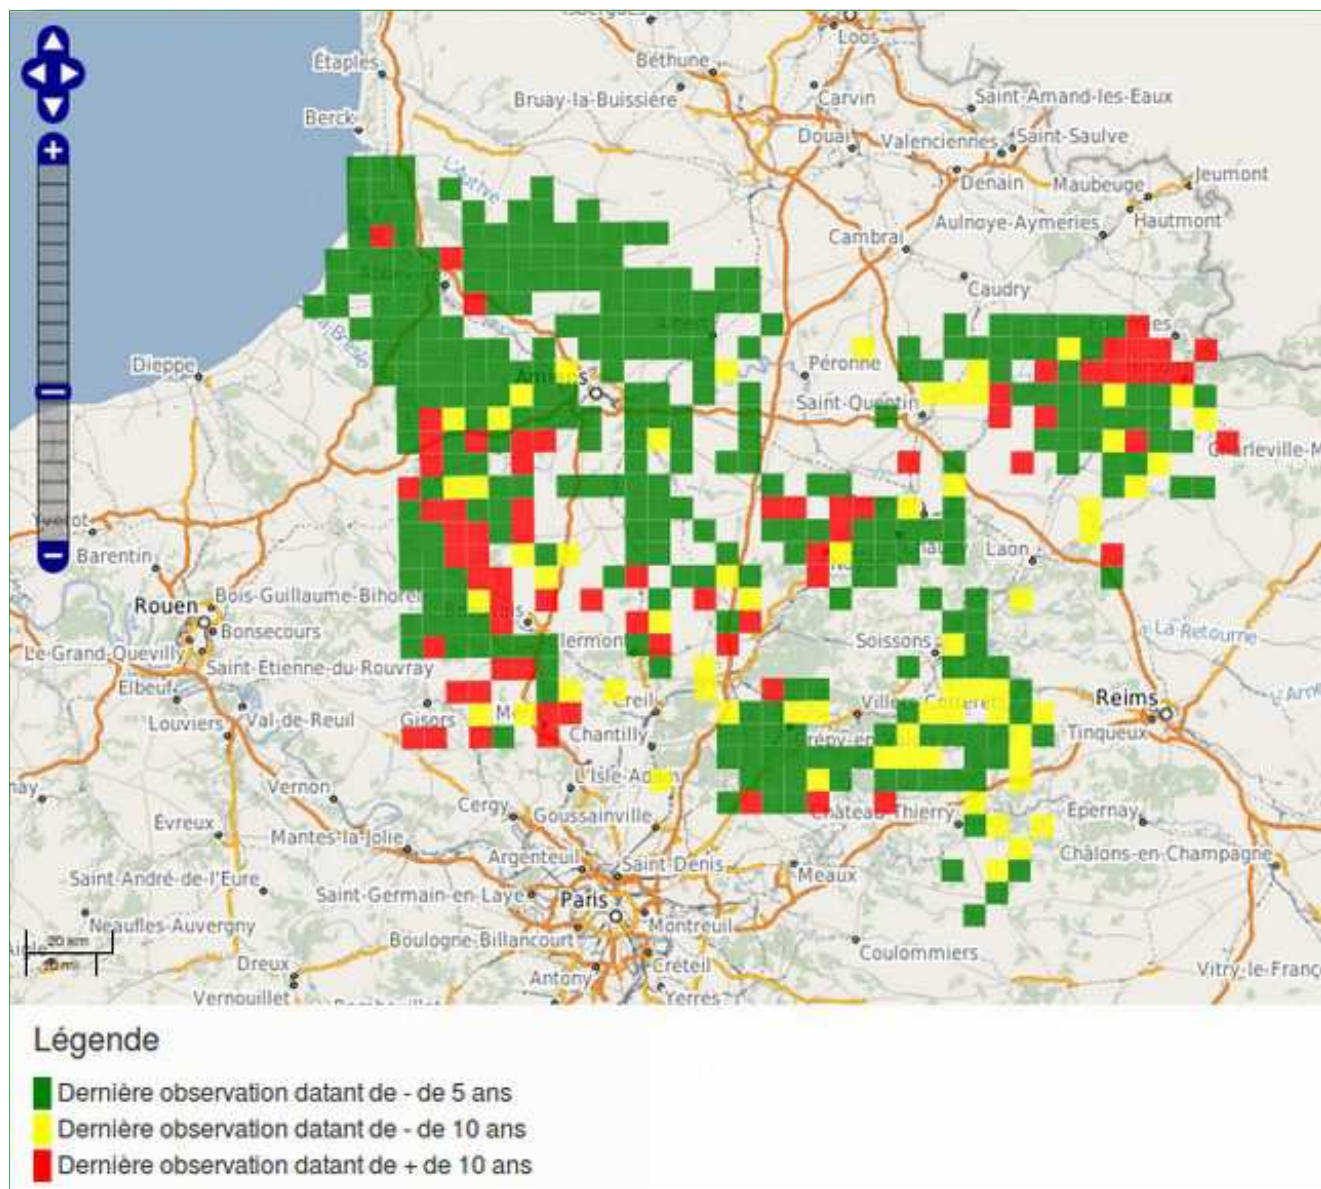 Loos
Étaples
Béthune
Bruay-la-Buissière
Carvin
Saint-Amand-les-Eaux
Berck
Douai
Valenciennes
Saint-Saulve
L'Authie
Denain
Maubeuge
Jeumont
Aulnoye-Aymeries
Hautmont
Cambrai
Caudry
Dieppe
Péronne
Saint-Quentin
Charleville-M
Yvetot
Barentin
Laon
Rouen
Bois-Guillaume-Bihorel
Bonsecours
Soissons
La Retourne
Le-Grand-Quevilly
Saint-Etienne-du-Rouvray
Elbeuf
Louviers
Val-de-Reuil
Gisors
Creil
Reims
Chantilly
Tinqueux
L'Isle-Adam
Vernon
Cergy
Goussainville
Château-Thierry
Epernay
Évreux
Mantes-la-Jolie
Argenteuil
Saint-Denis
Meaux
Châlons-en-Champagne
Saint-André-de-l'Eure
Saint-Germain-en-Laye
Paris
Neaufles-Auvergny
Boulogne-Billancourt
Montreuil
Coulommiers
20 km
10 mi
Dreux
Antony
Créteil
Vitry-le-Franç
Vernouillet
Yerres
Légende
Dernière observation datant de - de 5 ans
Dernière observation datant de - de 10 ans
Dernière observation datant de + de 10 ans